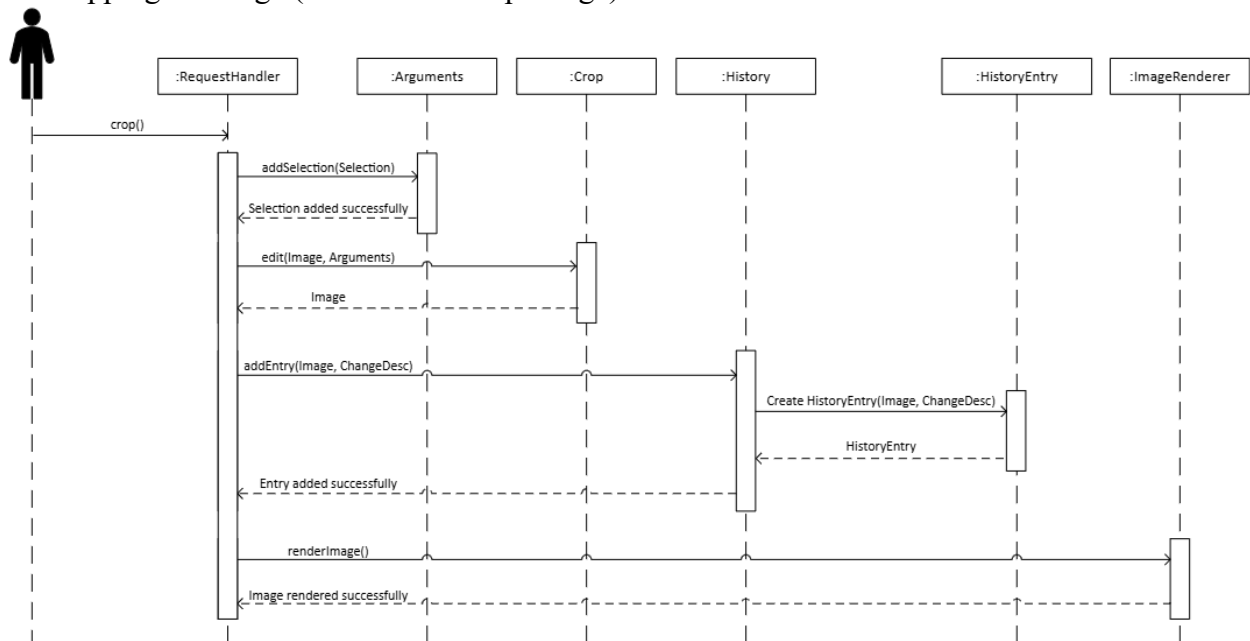 :RequestHandler
:Arguments
:Crop
:History
:HistoryEntry
:ImageRenderer
crop()
addSelection(Selection)
Selection added successfully
edit(Image, Arguments)
Image
addEntry(Image, ChangeDesc)
Create HistoryEntry(Image, ChangeDesc)
HistoryEntry
Entry added successfully
renderImage()
Image rendered successfully